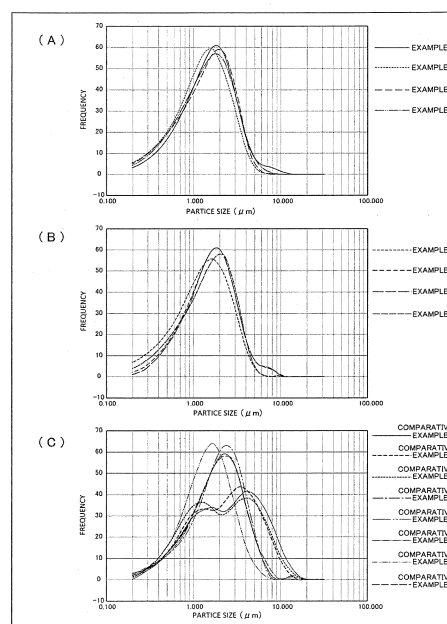 (A)
FREQUENCY
70
60
50
40
30
20
10
0
-10
0.100
1.000
10.000
100.000
PARTICE SIZE (μm)
EXAMPLE
EXAMPLE
EXAMPLE
EXAMPLE
(B)
FREQUENCY
70
60
50
40
30
20
10
0
-10
0.100
1.000
10.000
100.000
PARTICLE SIZE (μm)
EXAMPLE
EXAMPLE
EXAMPLE
EXAMPLE
(C)
FREQUENCY
70
60
50
40
30
20
10
0
-10
0.100
1.000
10.000
100.000
PARTICLE SIZE (μm)
COMPARATIV
EXAMPLE
COMPARATIV
EXAMPLE
COMPARATIV
EXAMPLE
COMPARATIV
EXAMPLE
COMPARATIV
EXAMPLE
COMPARATIV
EXAMPLE
COMPARATIV
EXAMPLE
COMPARATIV
EXAMPLE